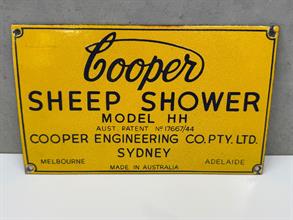 Cooper
SHEEP SHOWER
MODEL HH
AUST. PATENT Nº 17667/44
COOPER ENGINEERING CO. PTY. LTD.
SYDNEY
MELBOURNE ADELAIDE
MADE IN AUSTRALIA